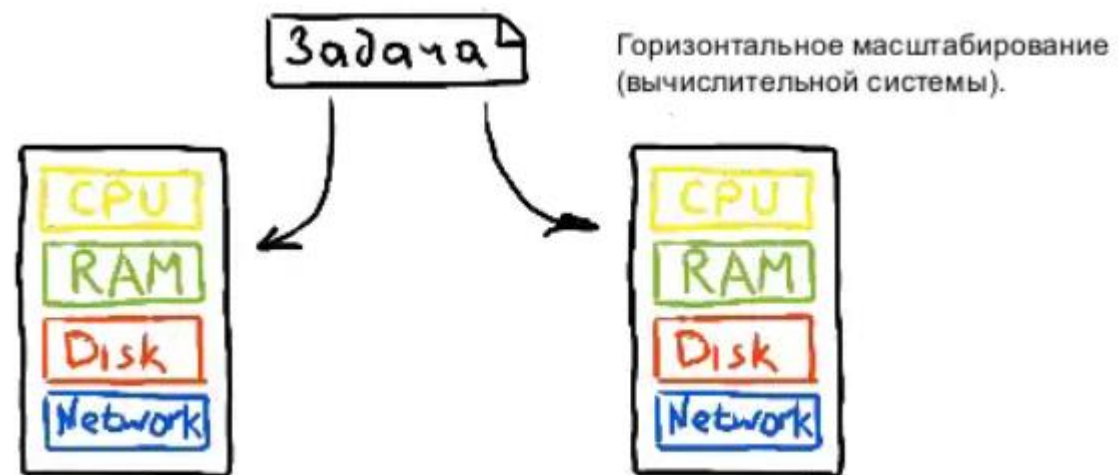 Задача
Горизонтальное масштабирование
(вычислительной системы).
CPU
RAM
Disk
Network
CPU
RAM
Disk
Network